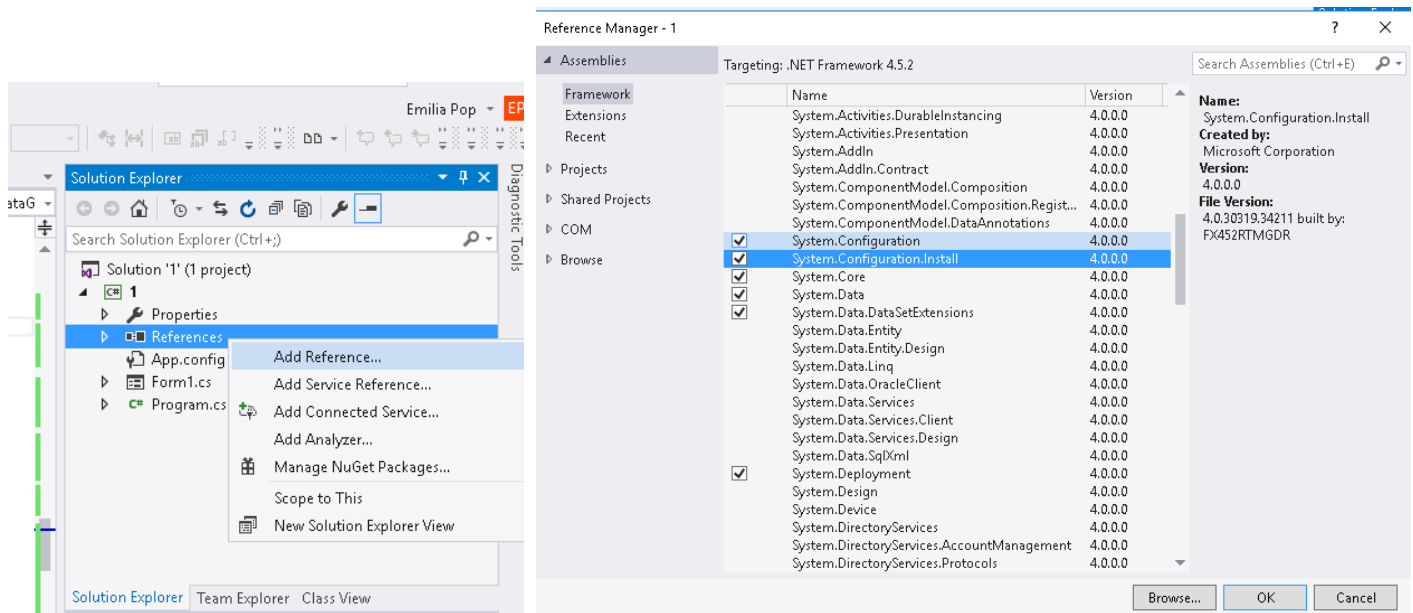 Emilia Pop
EP
ataG
Solution Explorer
Search Solution Explorer (Ctrl+;)
Solution '1' (1 project)
C# 1
Properties
References
App.config
Form1.cs
C# Program.cs
Add Reference...
Add Service Reference...
Add Connected Service...
Add Analyzer...
Manage NuGet Packages...
Scope to This
New Solution Explorer View
Solution Explorer Team Explorer Class View
Diagnostic Tools
Reference Manager - 1
Assemblies
Framework
Extensions
Recent
Projects
Shared Projects
COM
Browse
Targeting: .NET Framework 4.5.2
Search Assemblies (Ctrl+E)
Name Version
System.Activities.DurableInstancing 4.0.0.0
System.Activities.Presentation 4.0.0.0
System.AddIn 4.0.0.0
System.AddIn.Contract 4.0.0.0
System.ComponentModel.Composition 4.0.0.0
System.ComponentModel.Composition.Regist... 4.0.0.0
System.ComponentModel.DataAnnotations 4.0.0.0
System.Configuration 4.0.0.0
System.Configuration.Install 4.0.0.0
System.Core 4.0.0.0
System.Data 4.0.0.0
System.Data.DataSetExtensions 4.0.0.0
System.Data.Entity 4.0.0.0
System.Data.Entity.Design 4.0.0.0
System.Data.Linq 4.0.0.0
System.Data.OracleClient 4.0.0.0
System.Data.Services 4.0.0.0
System.Data.Services.Client 4.0.0.0
System.Data.Services.Design 4.0.0.0
System.Data.SqlXml 4.0.0.0
System.Deployment 4.0.0.0
System.Design 4.0.0.0
System.Device 4.0.0.0
System.DirectoryServices 4.0.0.0
System.DirectoryServices.AccountManagement 4.0.0.0
System.DirectoryServices.Protocols 4.0.0.0
Name:
System.Configuration.Install
Created by:
Microsoft Corporation
Version:
4.0.0.0
File Version:
4.0.30319.34211 built by:
FX452RTMGDR
Browse... OK Cancel